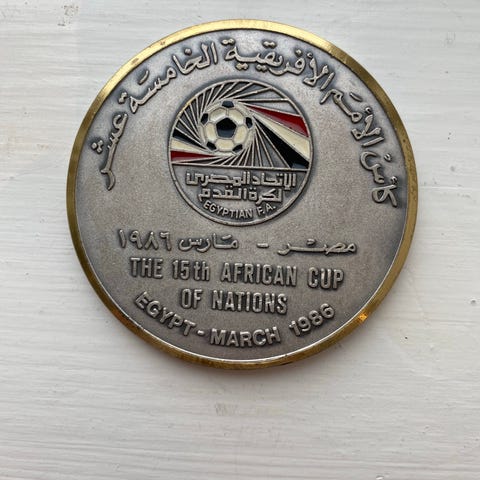 كأس الأمم الأفريقية الخامسة عشر
الإتحاد المصرى
لكرة القدم
EGYPTIAN F.A.
مصر - مارس ١٩٨٦
THE 15th AFRICAN CUP
OF NATIONS
EGYPT - MARCH 1986